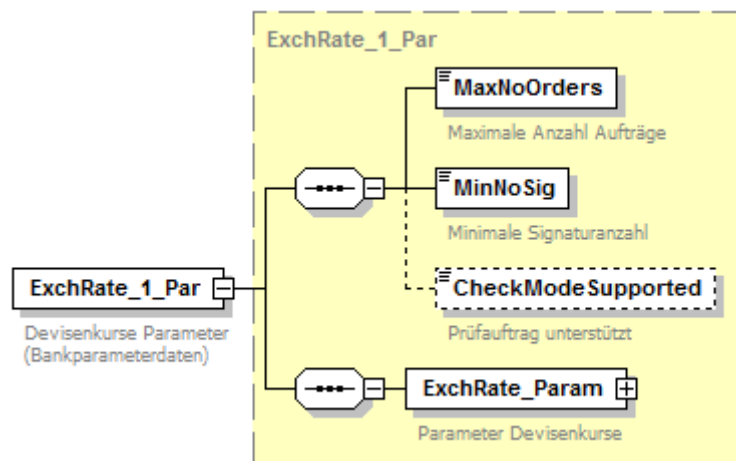 ExchRate_1_Par
MaxNoOrders
Maximale Anzahl Aufträge
MinNoSig
Minimale Signaturanzahl
ExchRate_1_Par
Devisenkurse Parameter
(Bankparameterdaten)
CheckModeSupported
Prüfauftrag unterstützt
ExchRate_Param
Parameter Devisenkurse